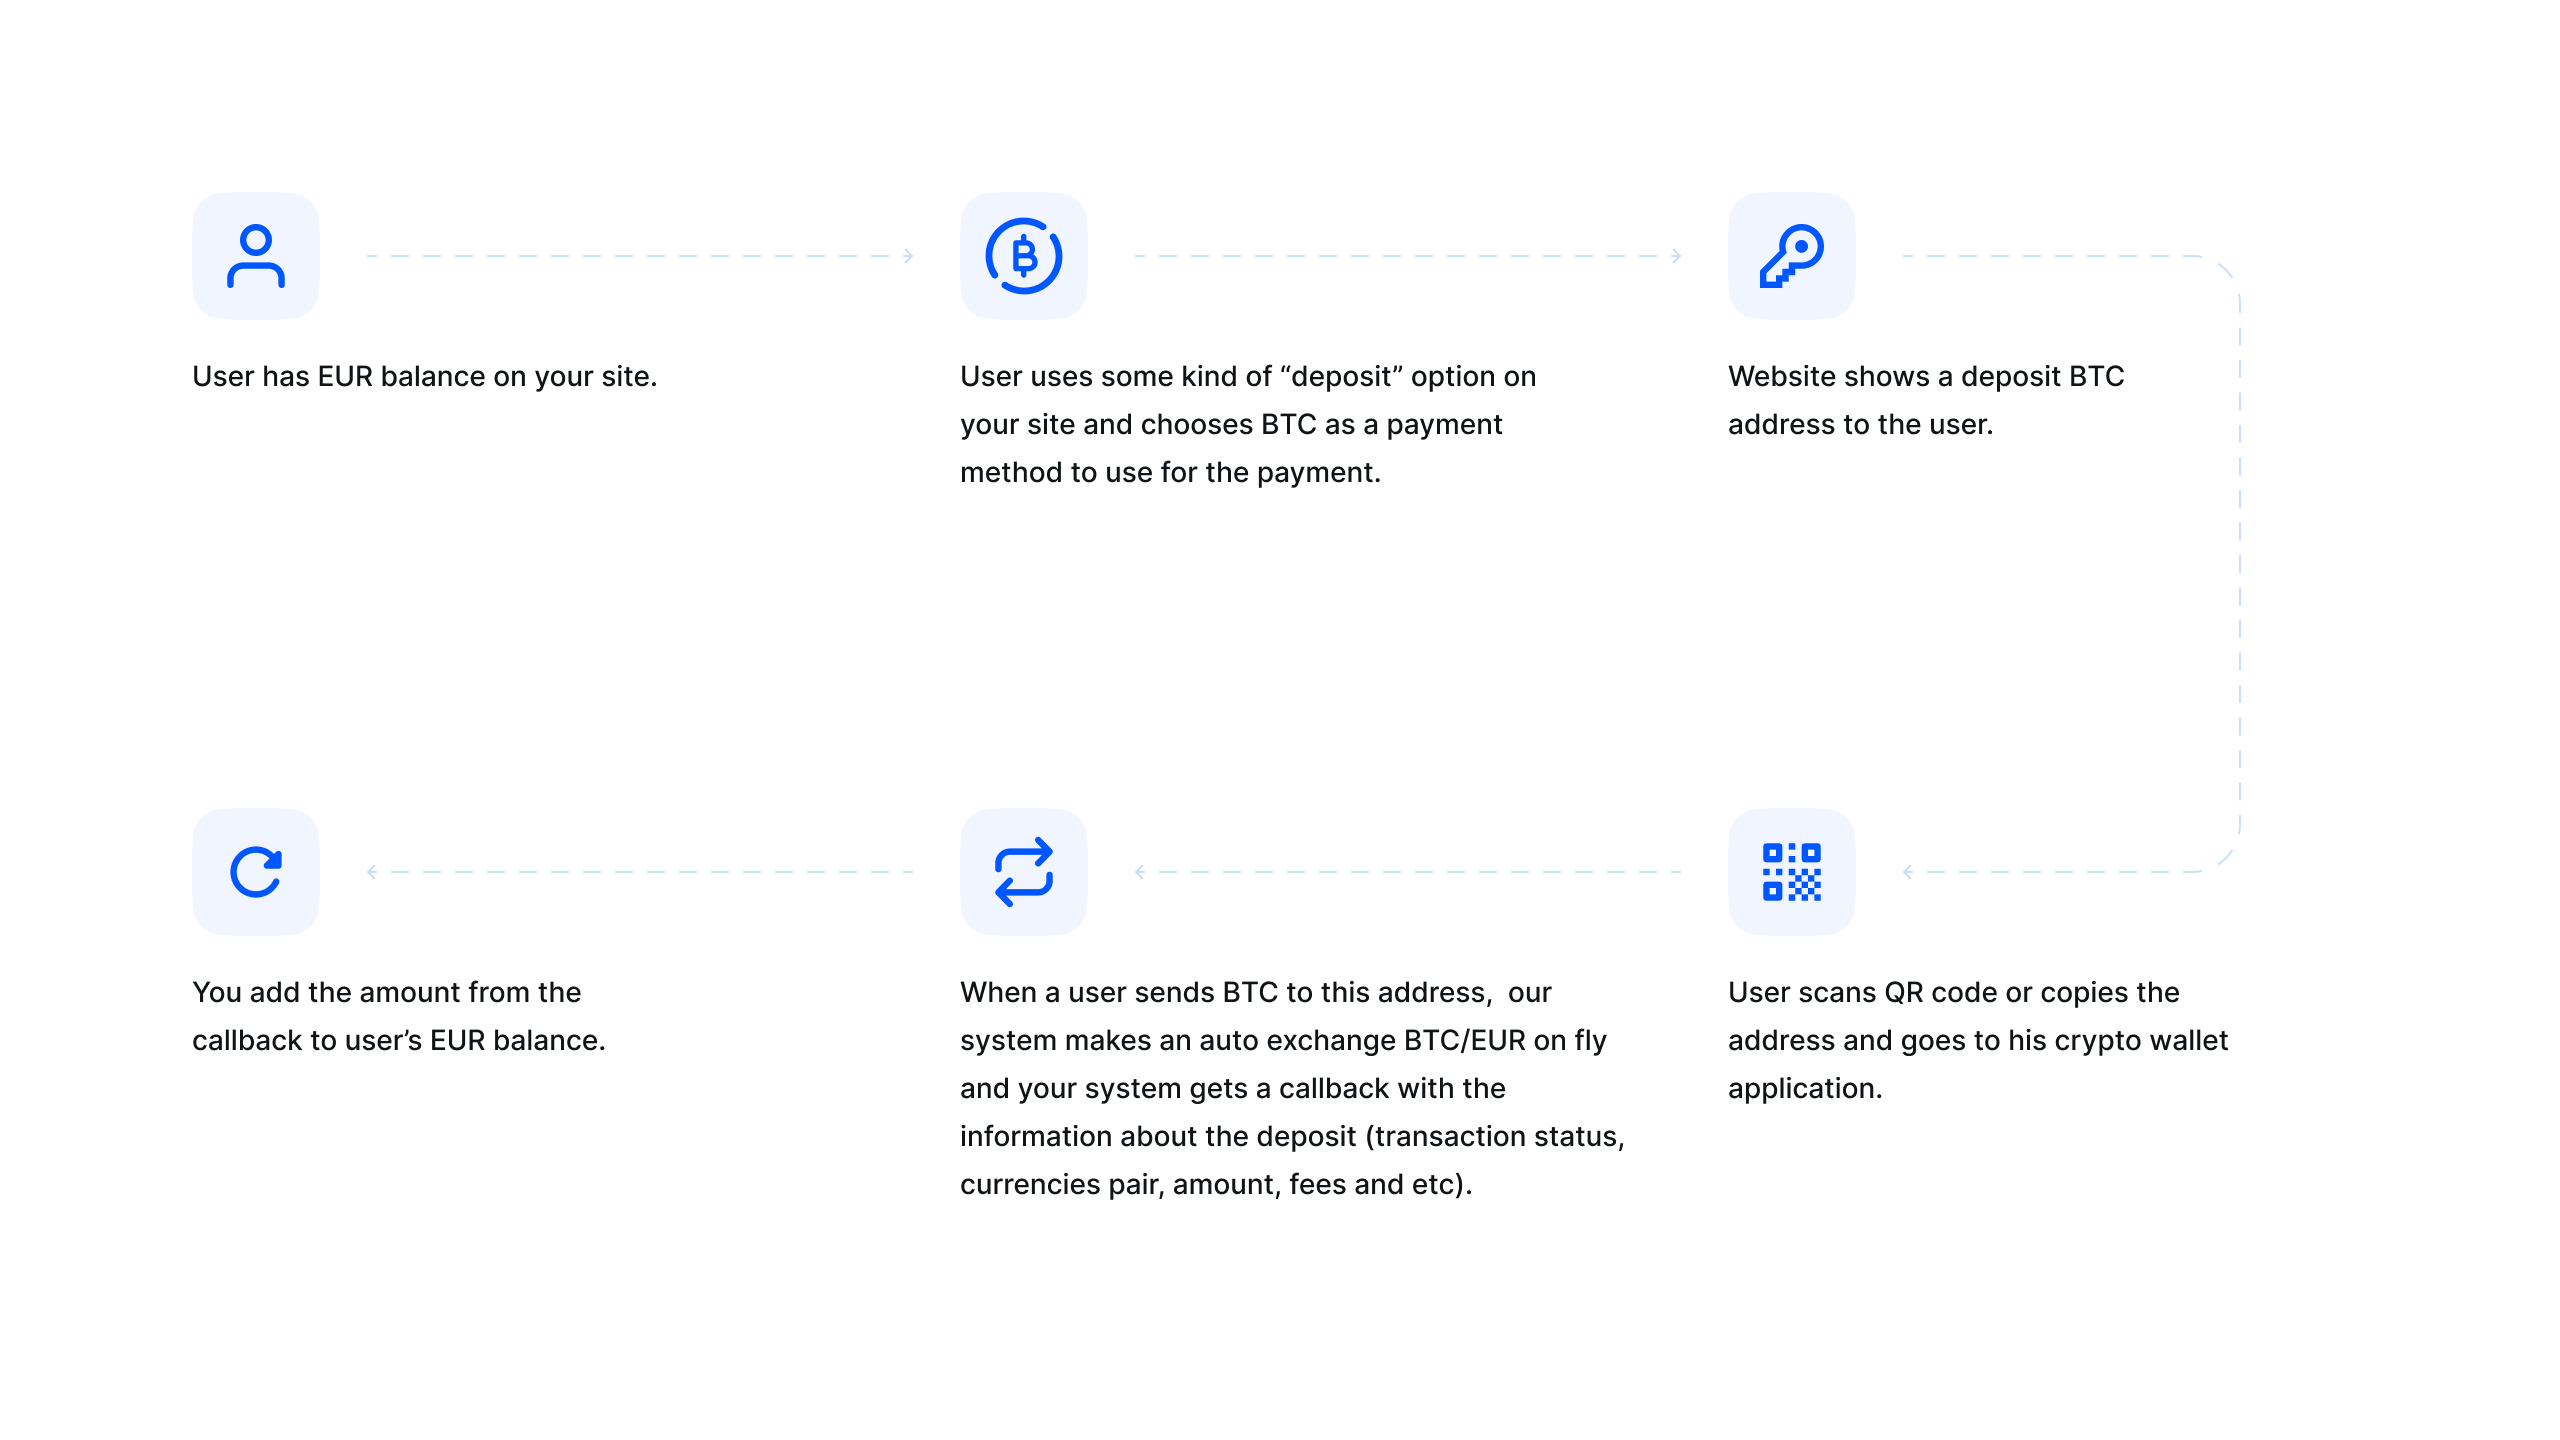 User has EUR balance on your site.
User uses some kind of “deposit” option on
your site and chooses BTC as a payment
method to use for the payment.
Website shows a deposit BTC
address to the user.
User scans QR code or copies the
address and goes to his crypto wallet
application.
When a user sends BTC to this address,  our
system makes an auto exchange BTC/EUR on fly
and your system gets a callback with the
information about the deposit (transaction status,
currencies pair, amount, fees and etc).
You add the amount from the
callback to user’s EUR balance.